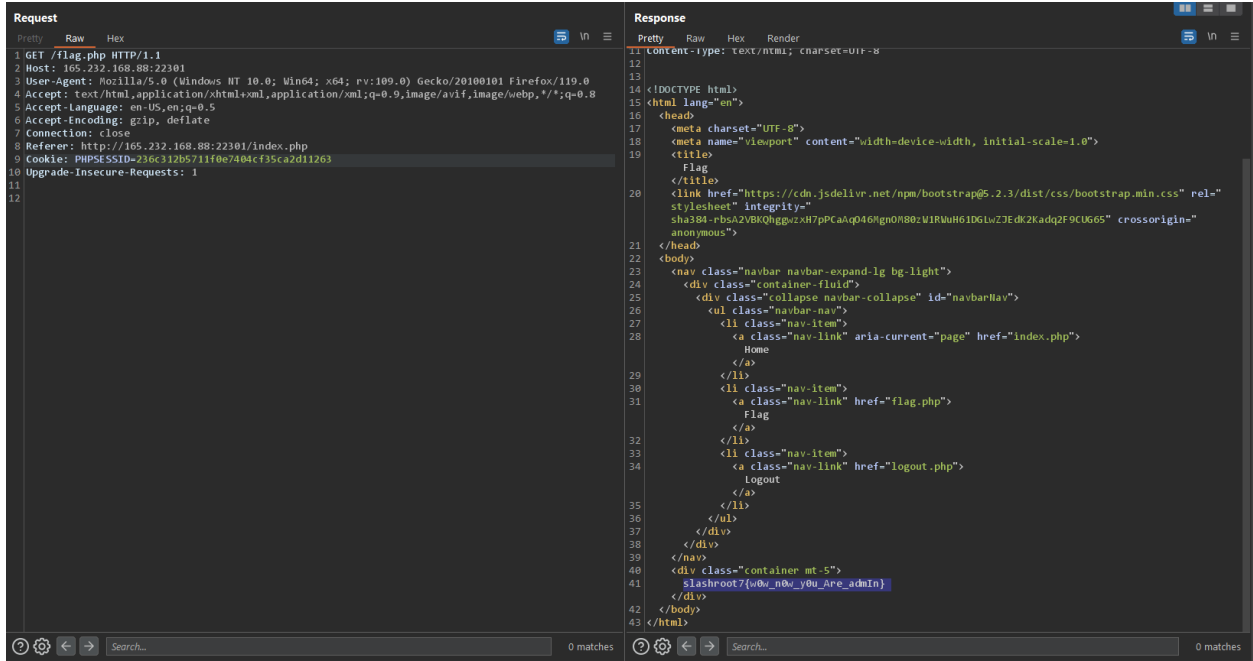 Request
Pretty Raw Hex
\n
1 GET /flag.php HTTP/1.1
2 Host: 165.232.168.88:22301
3 User-Agent: Mozilla/5.0 (Windows NT 10.0; Win64; x64; rv:109.0) Gecko/20100101 Firefox/119.0
4 Accept: text/html,application/xhtml+xml,application/xml;q=0.9,image/avif,image/webp,*/*;q=0.8
5 Accept-Language: en-US,en;q=0.5
6 Accept-Encoding: gzip, deflate
7 Connection: close
8 Referer: http://165.232.168.88:22301/index.php
9 Cookie: PHPSESSID=236c312b5711f0e7404cf35ca2d11263
10 Upgrade-Insecure-Requests: 1
11
12
Search...
0 matches
Response
Pretty Raw Hex Render
\n
11 Content-Type: text/html; charset=UTF-8
12
13
14 <!DOCTYPE html>
15 <html lang="en">
16 <head>
17 <meta charset="UTF-8">
18 <meta name="viewport" content="width=device-width, initial-scale=1.0">
19 <title>
Flag
</title>
20 <link href="https://cdn.jsdelivr.net/npm/bootstrap@5.2.3/dist/css/bootstrap.min.css" rel="
stylesheet" integrity="
sha384-rbsA2VBKQhggwzxH7pPCaAqO46MgnOM80zW1RWuH61DGLwZJEdK2Kadq2F9CUG65" crossorigin="
anonymous">
21 </head>
22 <body>
23 <nav class="navbar navbar-expand-lg bg-light">
24 <div class="container-fluid">
25 <div class="collapse navbar-collapse" id="navbarNav">
26 <ul class="navbar-nav">
27 <li class="nav-item">
28 <a class="nav-link" aria-current="page" href="index.php">
Home
</a>
29 </li>
30 <li class="nav-item">
31 <a class="nav-link" href="flag.php">
Flag
</a>
32 </li>
33 <li class="nav-item">
34 <a class="nav-link" href="logout.php">
Logout
</a>
35 </li>
36 </ul>
37 </div>
38 </div>
39 </nav>
40 <div class="container mt-5">
41 slashroot7{w0w_n0w_y0u_Are_admIn}
</div>
42 </body>
43 </html>
Search...
0 matches